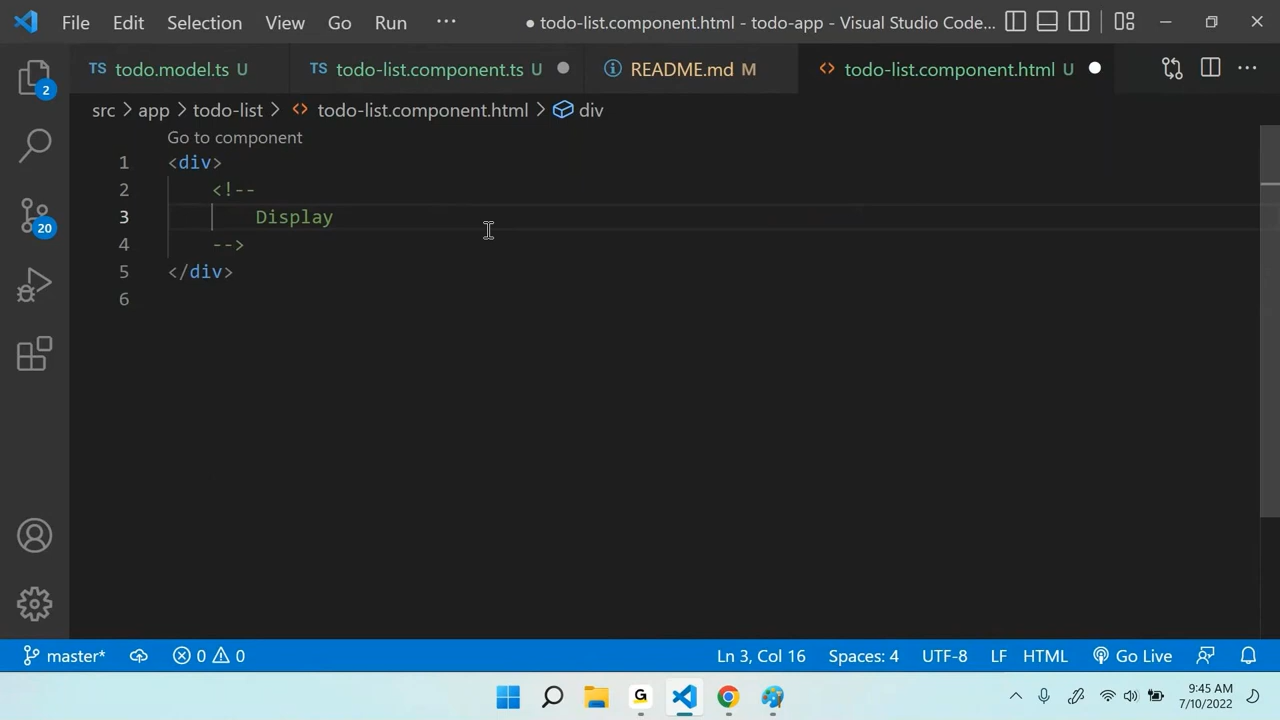 File Edit Selection View Go Run ··· ● todo-list.component.html - todo-app - Visual Studio Code...
TS todo.model.ts U TS todo-list.component.ts U README.md M <> todo-list.component.html U
src > app > todo-list > <> todo-list.component.html > div
Go to component
1 <div>
2 <!--
3 Display
4 -->
5 </div>
6
2
20
master* 0 0 Ln 3, Col 16 Spaces: 4 UTF-8 LF HTML Go Live
G
9:45 AM
7/10/2022